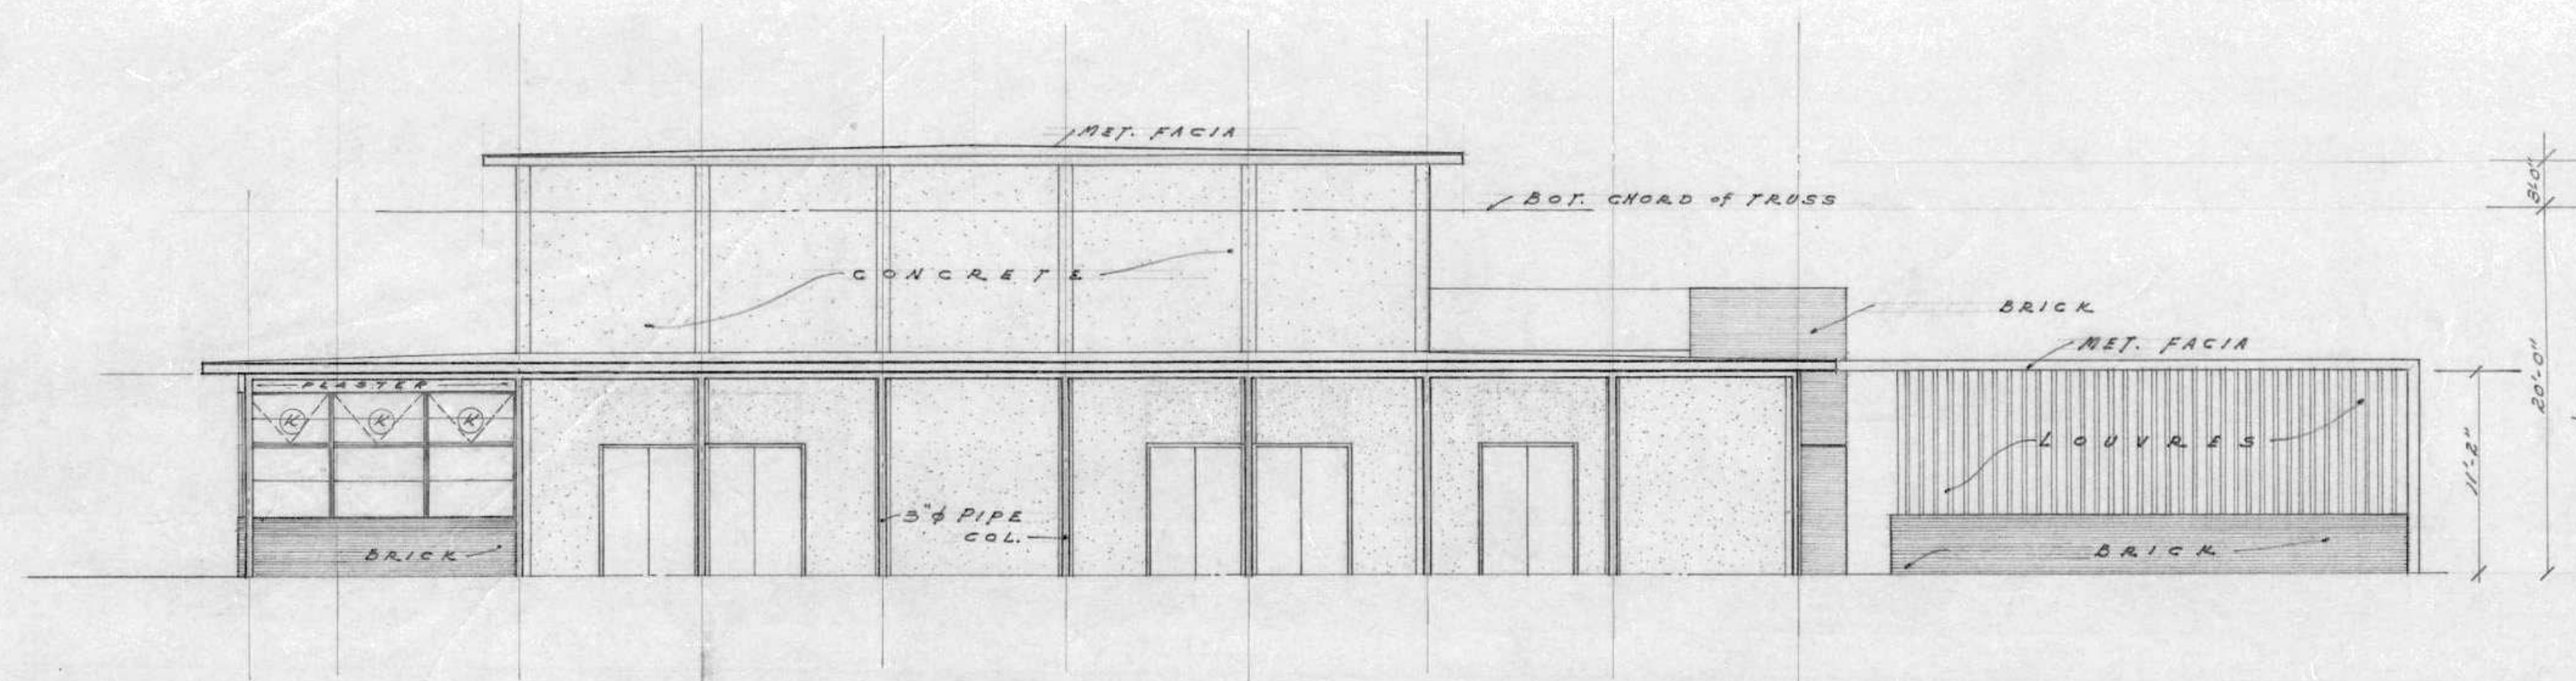 MET. FACIA
BOT. CHORD of TRUSS
3'-0"
CONCRETE
BRICK
MET. FACIA
20'-0"
PLASTER
K K K
LOUVRES
11'-2"
3"ϕ PIPE
COL.
BRICK
BRICK